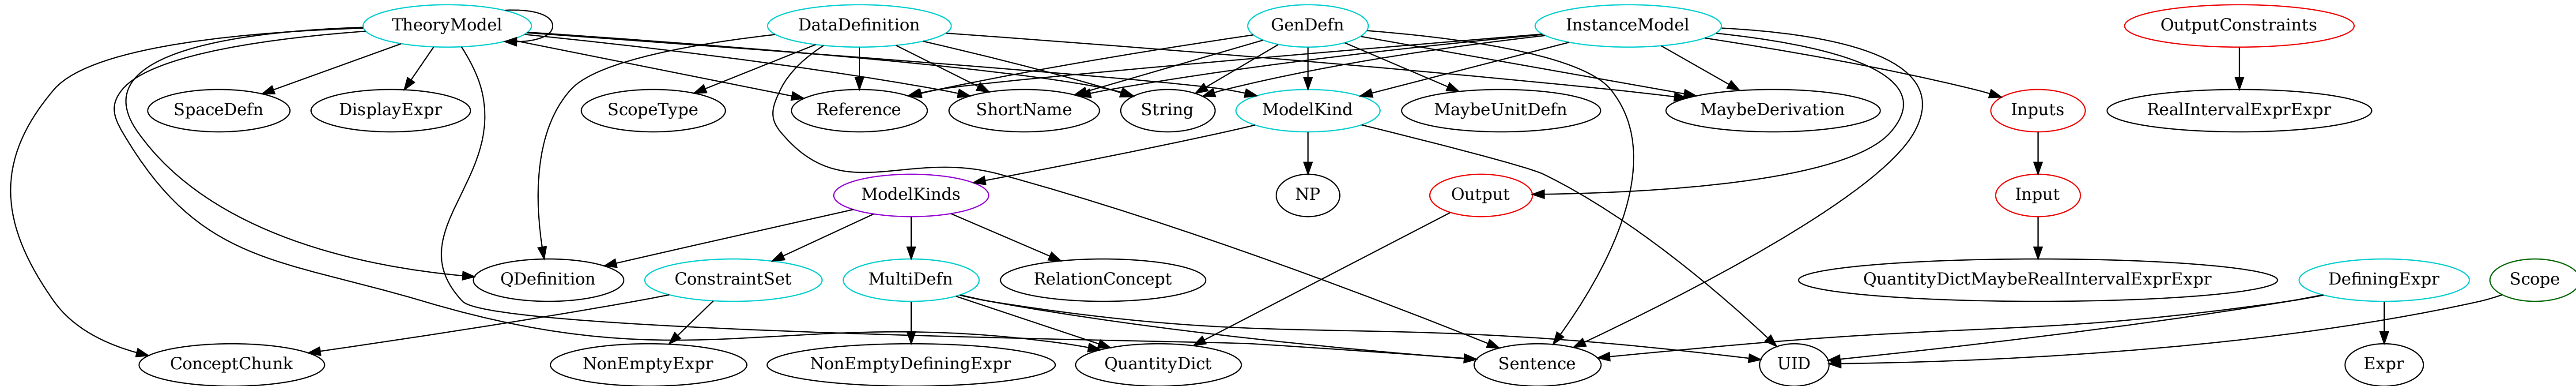 TheoryModel
DataDefinition
GenDefn
InstanceModel
OutputConstraints
SpaceDefn
DisplayExpr
ScopeType
Reference
ShortName
String
ModelKind
MaybeUnitDefn
MaybeDerivation
Inputs
RealIntervalExprExpr
ModelKinds
NP
Output
Input
QDefinition
ConstraintSet
MultiDefn
RelationConcept
QuantityDictMaybeRealIntervalExprExpr
DefiningExpr
Scope
ConceptChunk
NonEmptyExpr
NonEmptyDefiningExpr
QuantityDict
Sentence
UID
Expr